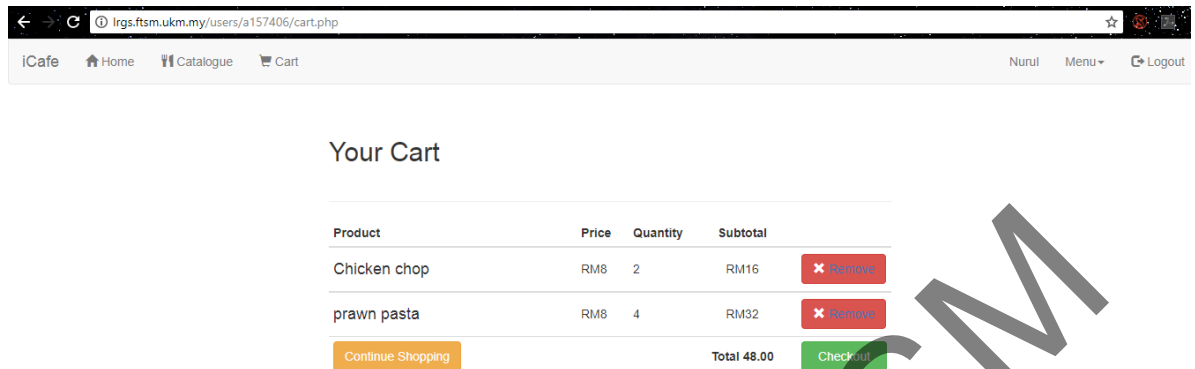 lrgs.ftsm.ukm.my/users/a157406/cart.php
iCafe Home Catalogue Cart Nurul Menu Logout
Your Cart
Product Price Quantity Subtotal
Chicken chop RM8 2 RM16 Remove
prawn pasta RM8 4 RM32 Remove
Continue Shopping Total 48.00 Checkout